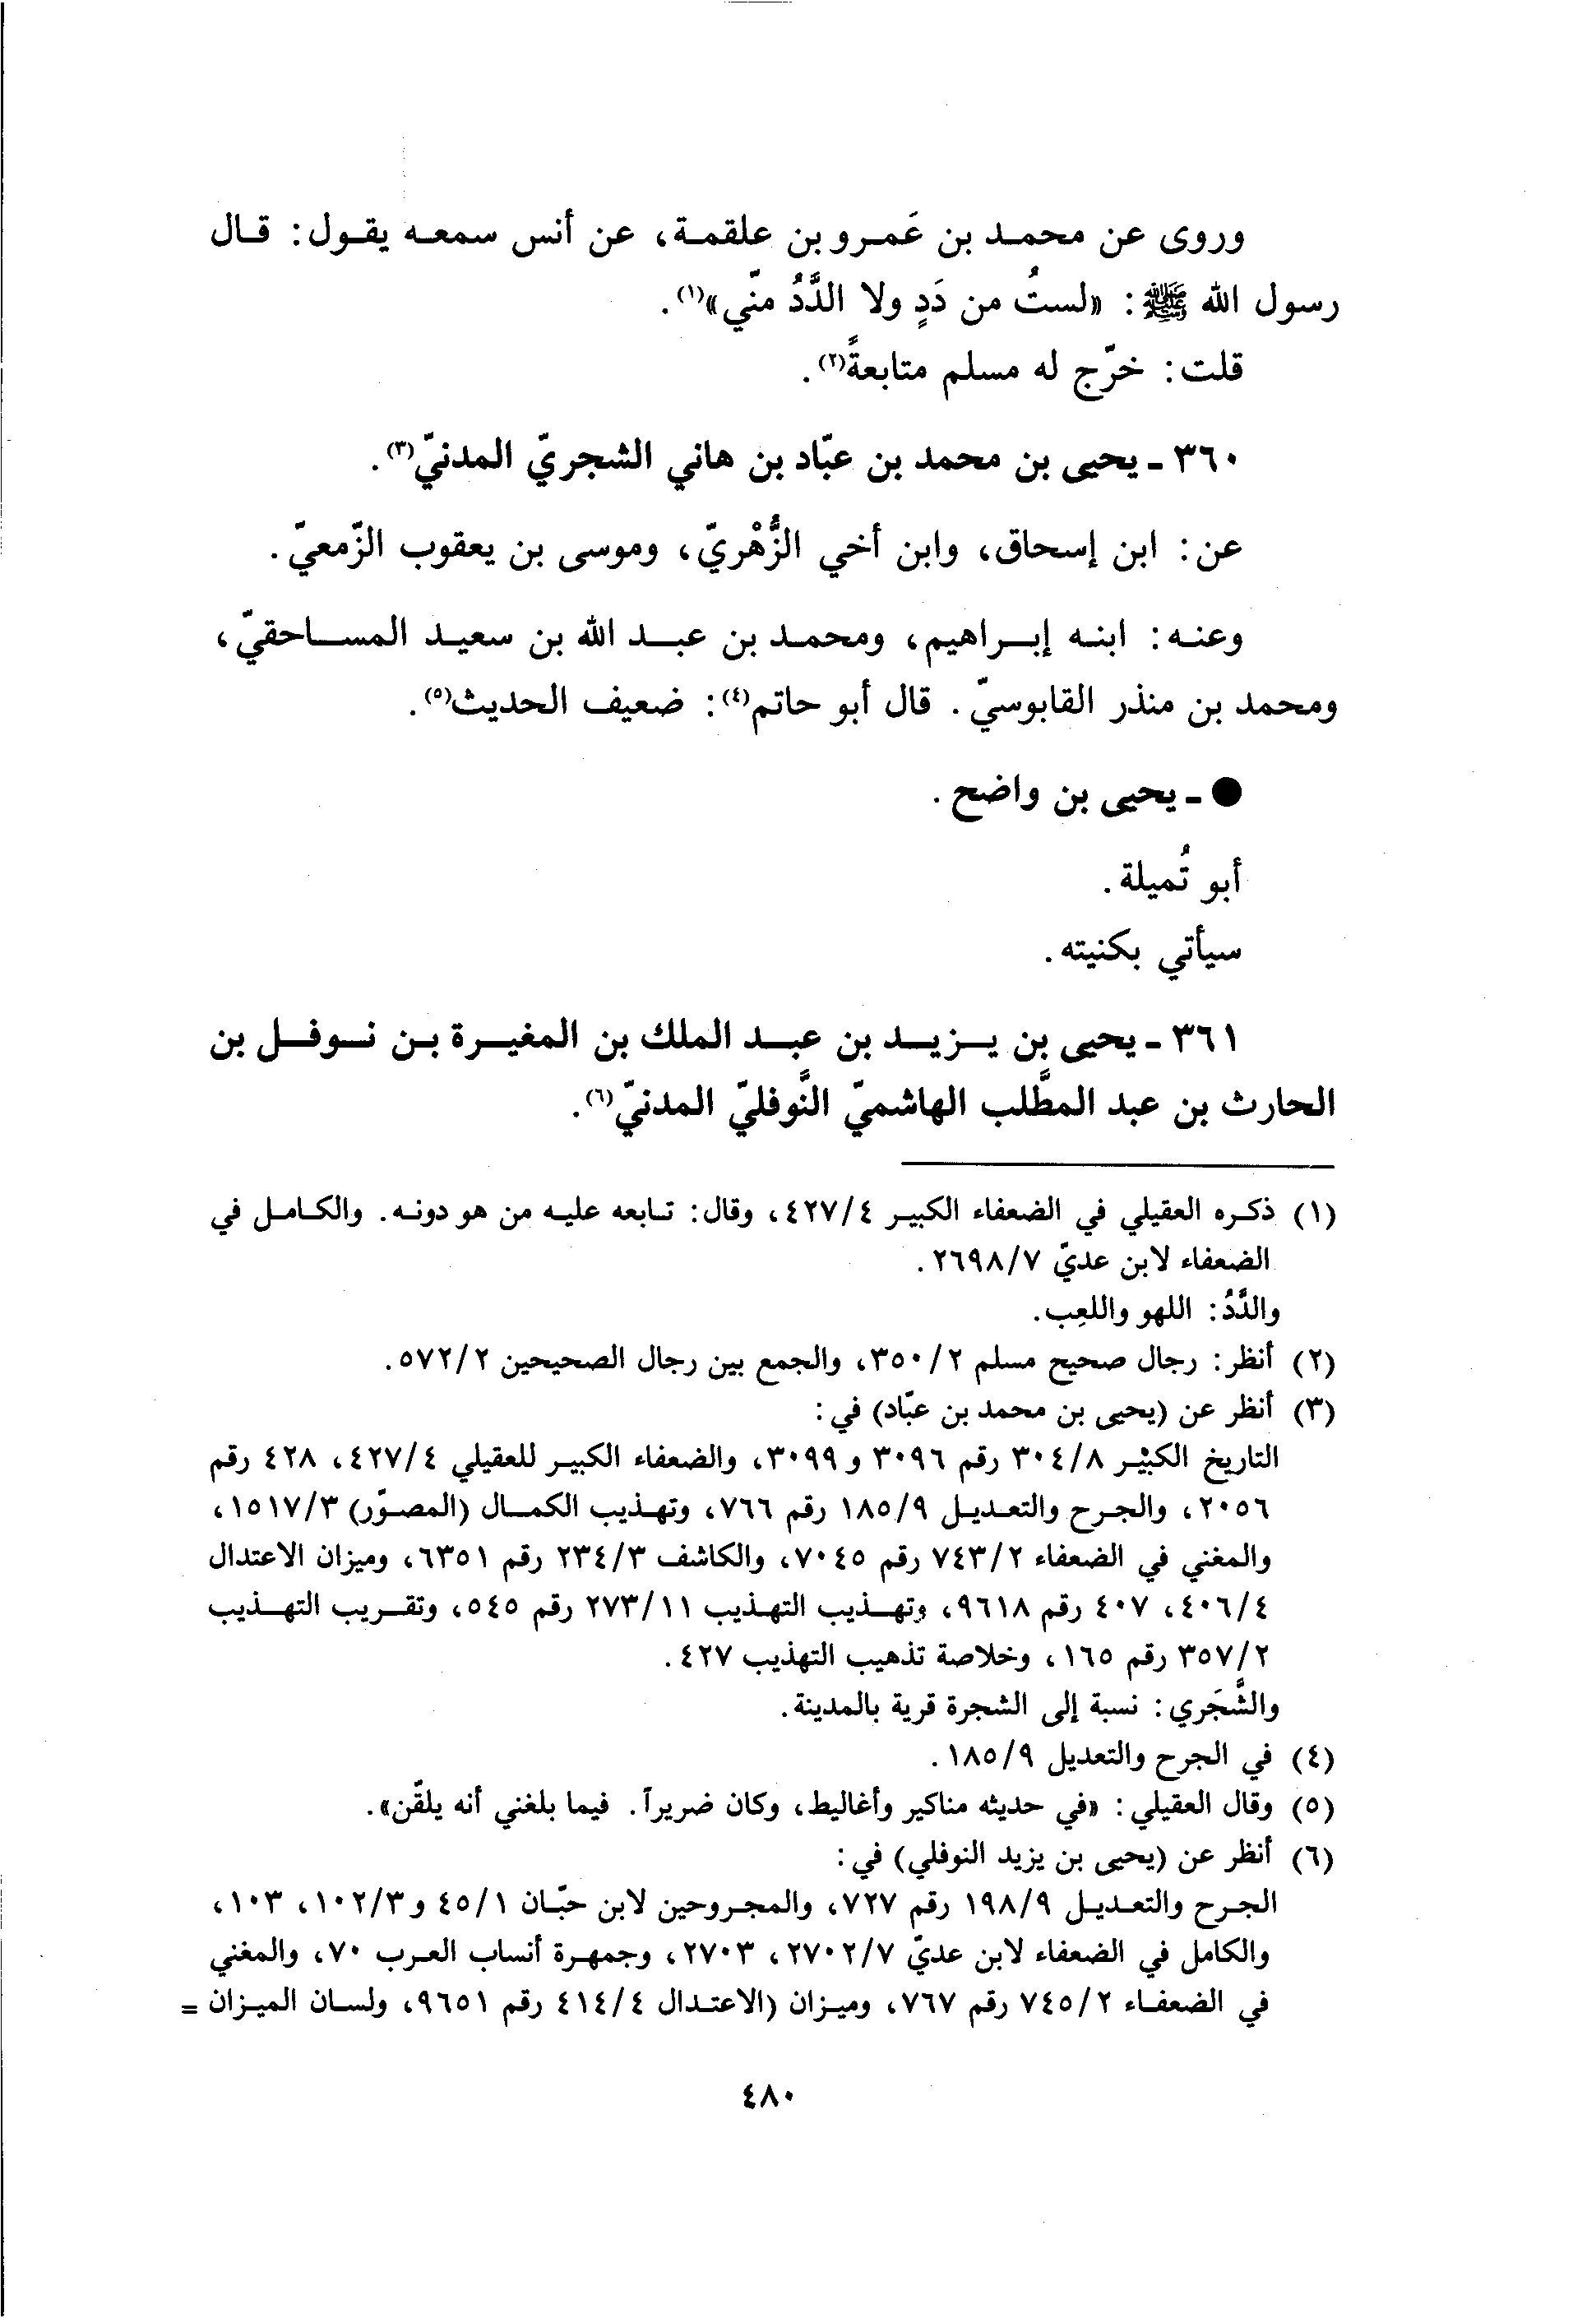 وروى عن محمد بن عَمرو بن علقمة، عن أنس سمعه يقول: قال
رسول الله ﷺ: «لستُ من دَدٍ ولا الدَّدُ منّي»(١).
قلت: خرّج له مسلم متابعةً(٢).
٣٦٠ - يحيى بن محمد بن عبّاد بن هاني الشجريّ المدنيّ(٣).
عن: ابن إسحاق، وابن أخي الزُّهْريّ، وموسى بن يعقوب الزّمعيّ.
وعنه: ابنه إبراهيم، ومحمد بن عبد الله بن سعيد المساحقيّ،
ومحمد بن منذر القابوسيّ. قال أبو حاتم(٤): ضعيف الحديث(٥).
● - يحيى بن واضح.
أبو تُميلة.
سيأتي بكنيته.
٣٦١ - يحيى بن يزيد بن عبد الملك بن المغيرة بن نوفل بن
الحارث بن عبد المطَّلب الهاشميّ النَّوفليّ المدنيّ(٦).
(١) ذكره العقيلي في الضعفاء الكبير ٤/٤٢٧، وقال: تابعه عليه من هو دونه. والكامل في
الضعفاء لابن عديّ ٧/٢٦٩٨.
والدَّدُ: اللهو واللعِب.
(٢) أنظر: رجال صحيح مسلم ٢/٣٥٠، والجمع بين رجال الصحيحين ٢/٥٧٢.
(٣) أنظر عن (يحيى بن محمد بن عبّاد) في:
التاريخ الكبير ٨/٣٠٤ رقم ٣٠٩٦ و ٣٠٩٩، والضعفاء الكبير للعقيلي ٤/٤٢٧، ٤٢٨ رقم
٢٠٥٦، والجرح والتعديل ٩/١٨٥ رقم ٧٦٦، وتهذيب الكمال (المصوّر) ٣/١٥١٧،
والمغني في الضعفاء ٢/٧٤٣ رقم ٧٠٤٥، والكاشف ٣/٢٣٤ رقم ٦٣٥١، وميزان الاعتدال
٤/٤٠٦، ٤٠٧ رقم ٩٦١٨، وتهذيب التهذيب ١١/٢٧٣ رقم ٥٤٥، وتقريب التهذيب
٢/٣٥٧ رقم ١٦٥، وخلاصة تذهيب التهذيب ٤٢٧.
والشَّجَري: نسبة إلى الشجرة قرية بالمدينة.
(٤) في الجرح والتعديل ٩/١٨٥.
(٥) وقال العقيلي: «في حديثه مناكير وأغاليط، وكان ضريراً. فيما بلغني أنه يلقّن».
(٦) أنظر عن (يحيى بن يزيد النوفلي) في:
الجرح والتعديل ٩/١٩٨ رقم ٧٢٧، والمجروحين لابن حبّان ١/٤٥ و٣/١٠٢، ١٠٣،
والكامل في الضعفاء لابن عديّ ٧/٢٧٠٢، ٢٧٠٣، وجمهرة أنساب العرب ٧٠، والمغني
في الضعفاء ٢/٧٤٥ رقم ٧٦٧، وميزان (الاعتدال ٤/٤١٤ رقم ٩٦٥١، ولسان الميزان =
٤٨٠